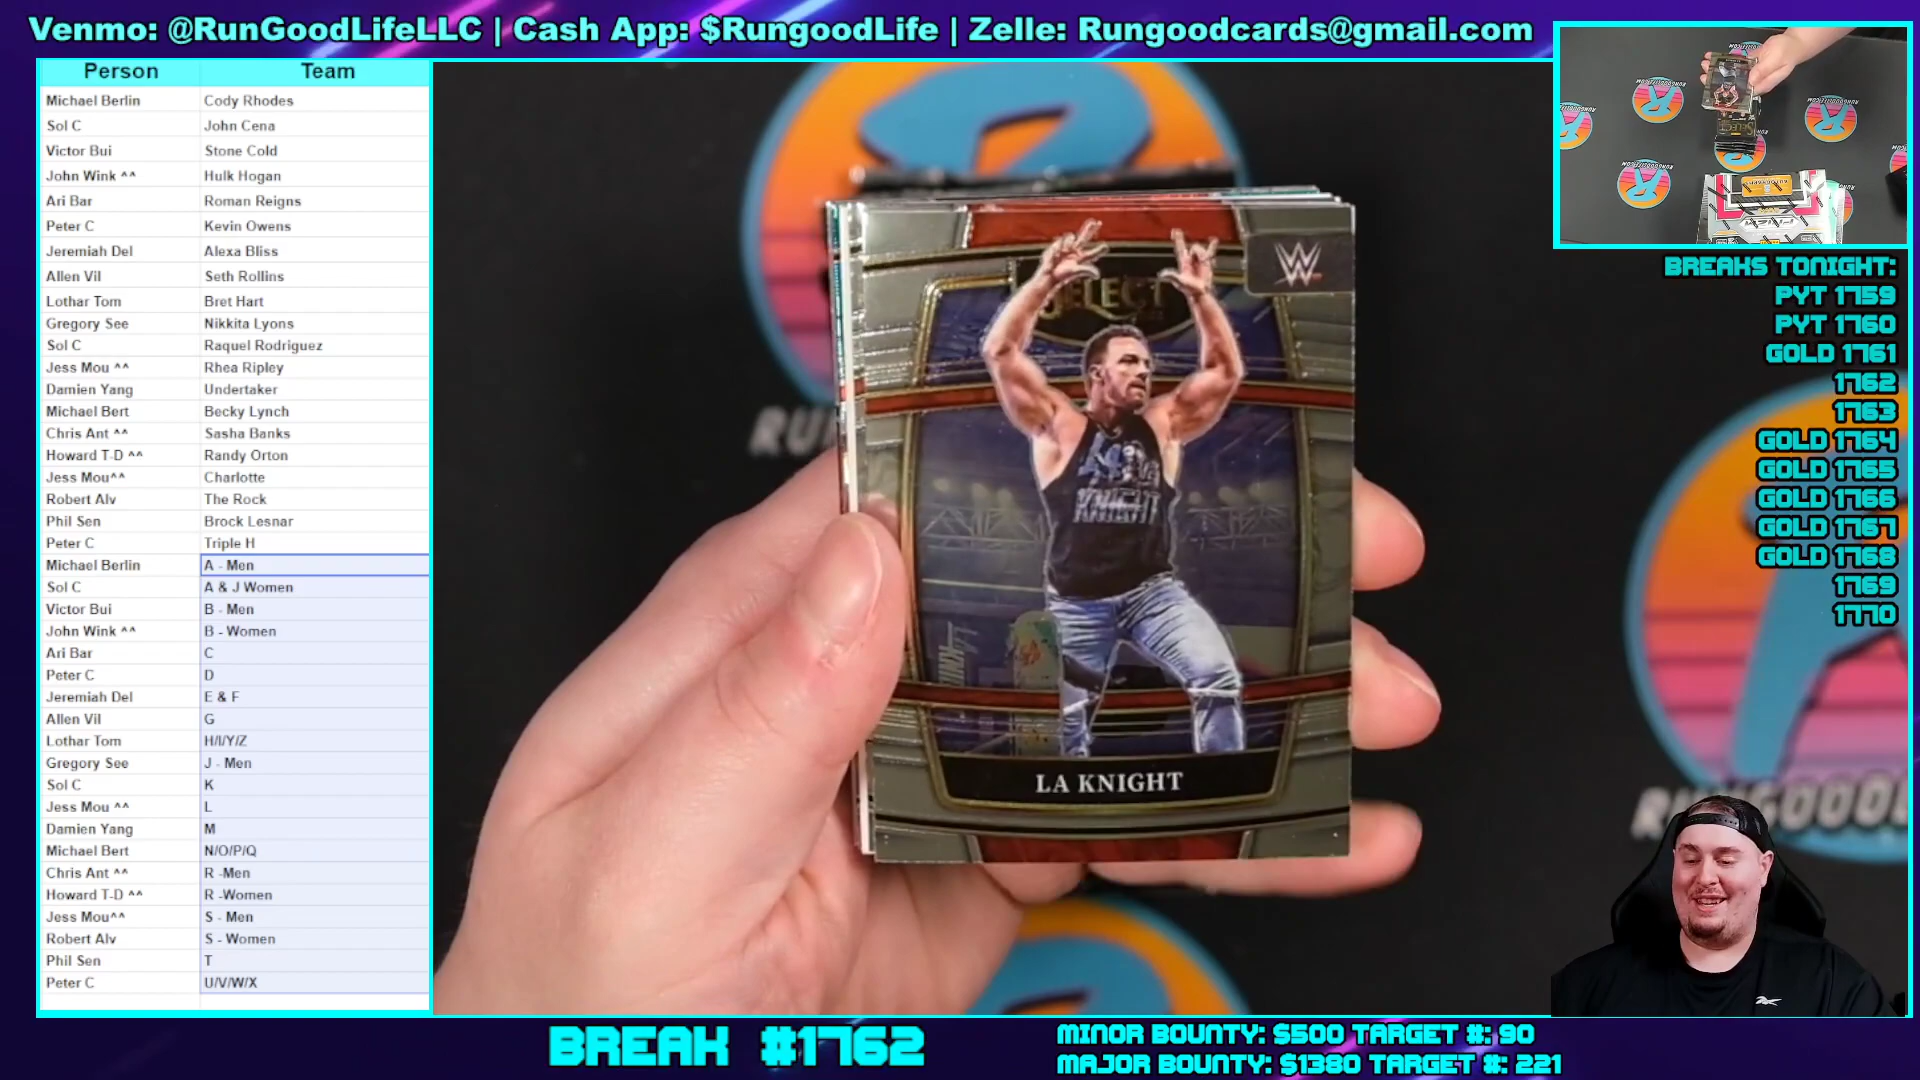 Venmo: @RunGoodLifeLLC | Cash App: $RungoodLife | Zelle: Rungoodcards@gmail.com
Person Team
Michael Berlin Cody Rhodes
Sol C John Cena
Victor Bui Stone Cold
John Wink ^^ Hulk Hogan
Ari Bar Roman Reigns
Peter C Kevin Owens
Jeremiah Del Alexa Bliss
Allen Vil Seth Rollins
Lothar Tom Bret Hart
Gregory See Nikkita Lyons
Sol C Raquel Rodriguez
Jess Mou ^^ Rhea Ripley
Damien Yang Undertaker
Michael Bert Becky Lynch
Chris Ant ^^ Sasha Banks
Howard T-D ^^ Randy Orton
Jess Mou^^ Charlotte
Robert Alv The Rock
Phil Sen Brock Lesnar
Peter C Triple H
Michael Berlin A - Men
Sol C A & J Women
Victor Bui B - Men
John Wink ^^ B - Women
Ari Bar C
Peter C D
Jeremiah Del E & F
Allen Vil G
Lothar Tom H/I/Y/Z
Gregory See J - Men
Sol C K
Jess Mou ^^ L
Damien Yang M
Michael Bert N/O/P/Q
Chris Ant ^^ R -Men
Howard T-D ^^ R -Women
Jess Mou^^ S - Men
Robert Alv S - Women
Phil Sen T
Peter C U/V/W/X
W
SELECT
KNIGHT
LA KNIGHT
BREAKS TONIGHT:
PYT 1759
PYT 1760
GOLD 1761
1762
1763
GOLD 1764
GOLD 1765
GOLD 1766
GOLD 1767
GOLD 1768
1769
1770
BREAK #1762
MINOR BOUNTY: $500 TARGET #: 90
MAJOR BOUNTY: $1380 TARGET #: 221